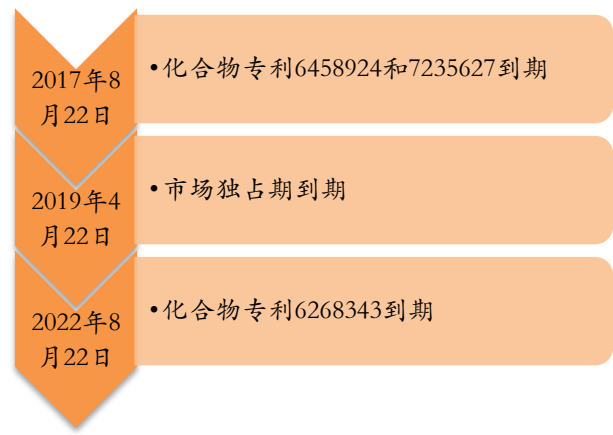 2017年8
月22日
•化合物专利6458924和7235627到期
2019年4
月22日
•市场独占期到期
2022年8
月22日
•化合物专利6268343到期